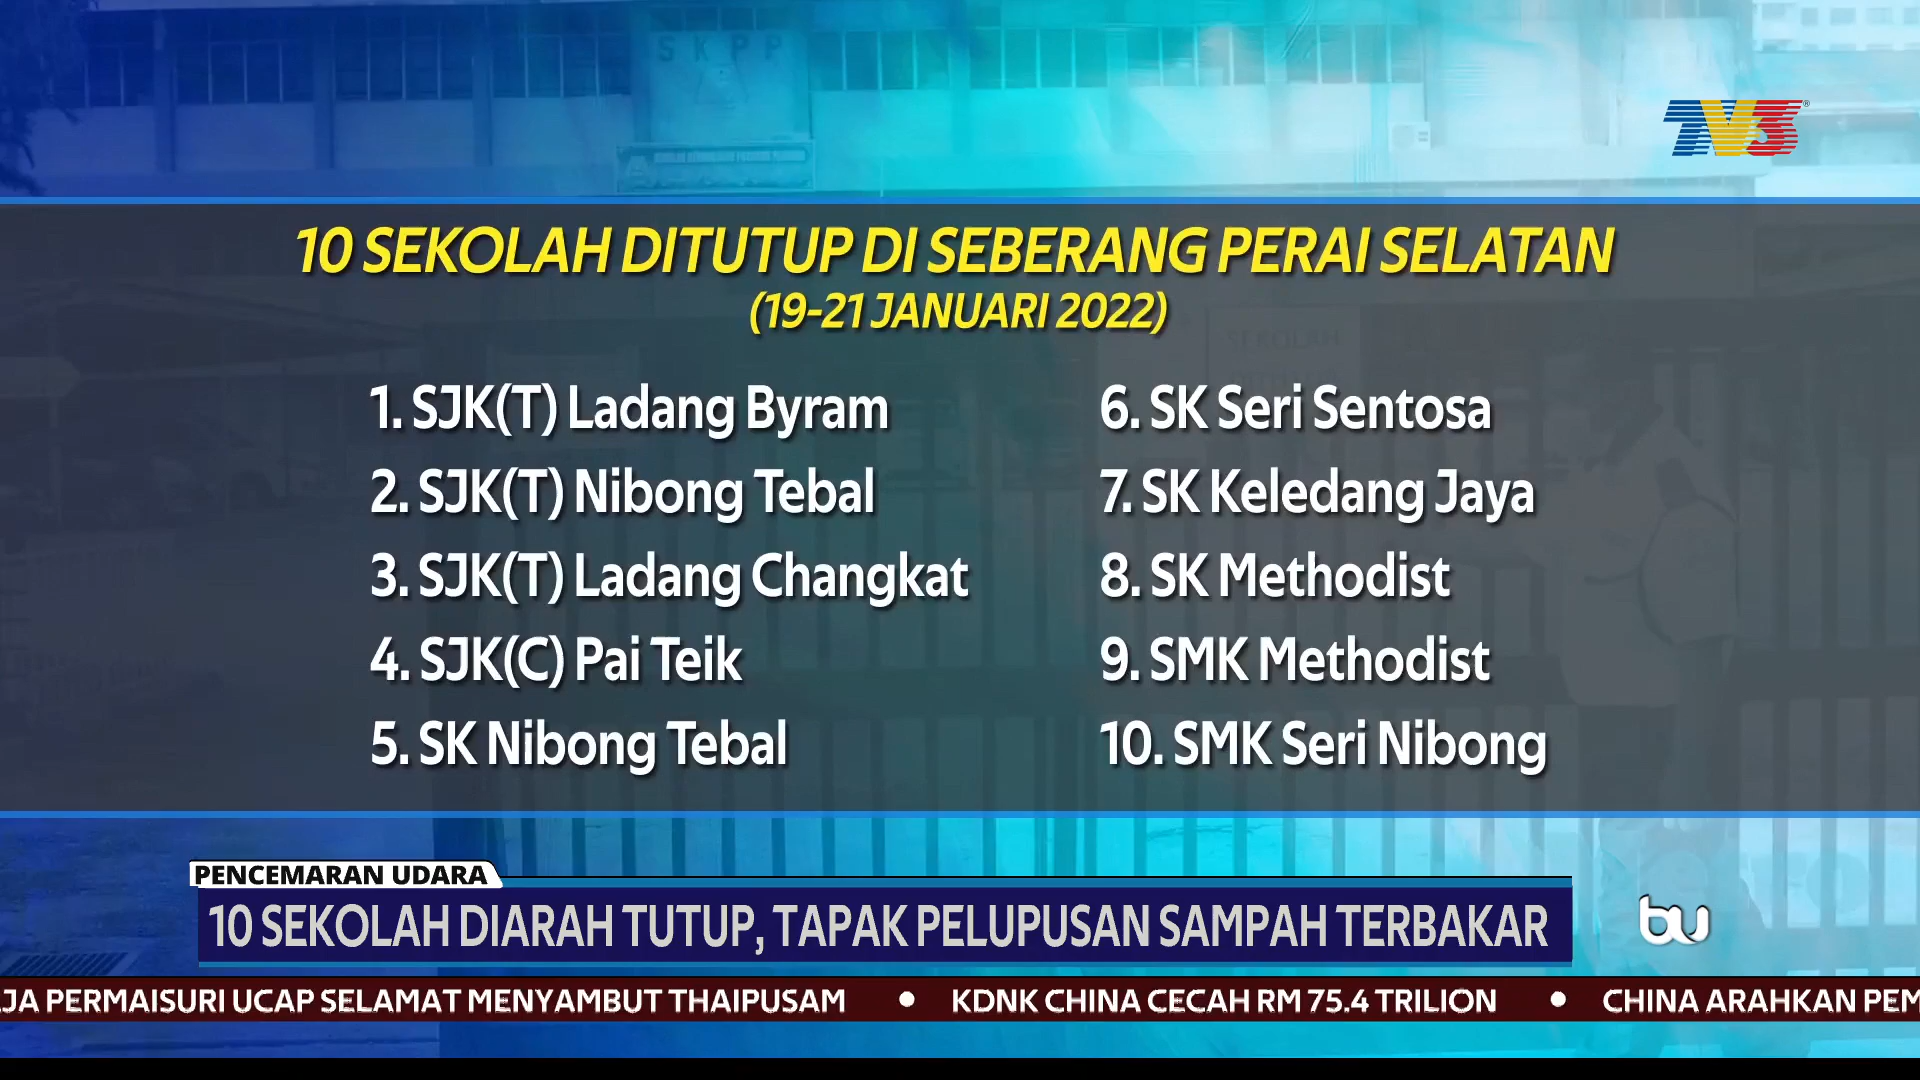 SKPP
TV3
10 SEKOLAH DITUTUP DI SEBERANG PERAI SELATAN
(19-21 JANUARI 2022)
1. SJK(T) Ladang Byram
2. SJK(T) Nibong Tebal
3. SJK(T) Ladang Changkat
4. SJK(C) Pai Teik
5. SK Nibong Tebal
6. SK Seri Sentosa
7. SK Keledang Jaya
8. SK Methodist
9. SMK Methodist
10. SMK Seri Nibong
PENCEMARAN UDARA
10 SEKOLAH DIARAH TUTUP, TAPAK PELUPUSAN SAMPAH TERBAKAR
bu
JA PERMAISURI UCAP SELAMAT MENYAMBUT THAIPUSAM • KDNK CHINA CECAH RM 75.4 TRILION • CHINA ARAHKAN PEM